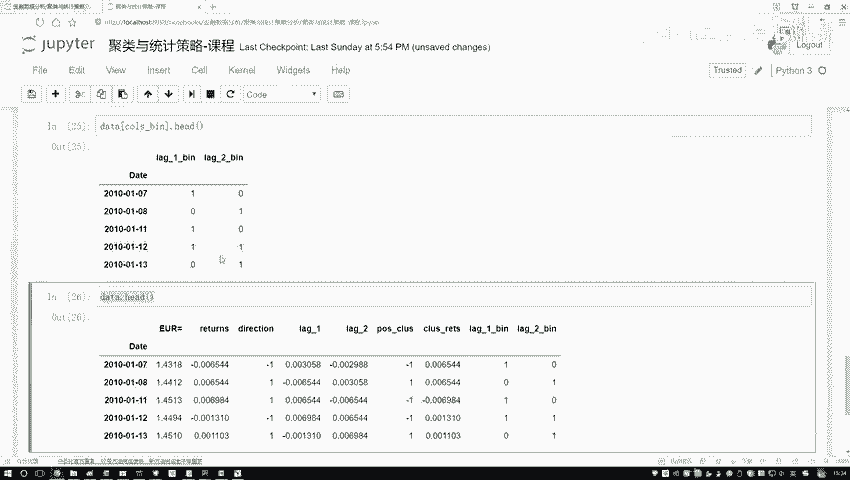 jupyter 聚类与统计策略-课程 Last Checkpoint: Last Sunday at 5:54 PM (unsaved changes)
Logout
File Edit View Insert Cell Kernel Widgets Help
Trusted Python 3
Code
In [25]: data[cols_bin].head()
Out[25]:
lag_1_bin lag_2_bin
Date
2010-01-07 1 0
2010-01-08 0 1
2010-01-11 1 0
2010-01-12 1 1
2010-01-13 0 1
In [26]: data.head()
Out[26]:
EUR= returns direction lag_1 lag_2 pos_clus clus_rets lag_1_bin lag_2_bin
Date
2010-01-07 1.4318 -0.006544 -1 0.003058 -0.002988 -1 0.006544 1 0
2010-01-08 1.4412 0.006544 1 -0.006544 0.003058 1 0.006544 0 1
2010-01-11 1.4513 0.006984 1 0.006544 -0.006544 -1 -0.006984 1 0
2010-01-12 1.4494 -0.001310 -1 0.006984 0.006544 -1 0.001310 1 1
2010-01-13 1.4510 0.001103 1 -0.001310 0.006984 1 0.001103 0 1